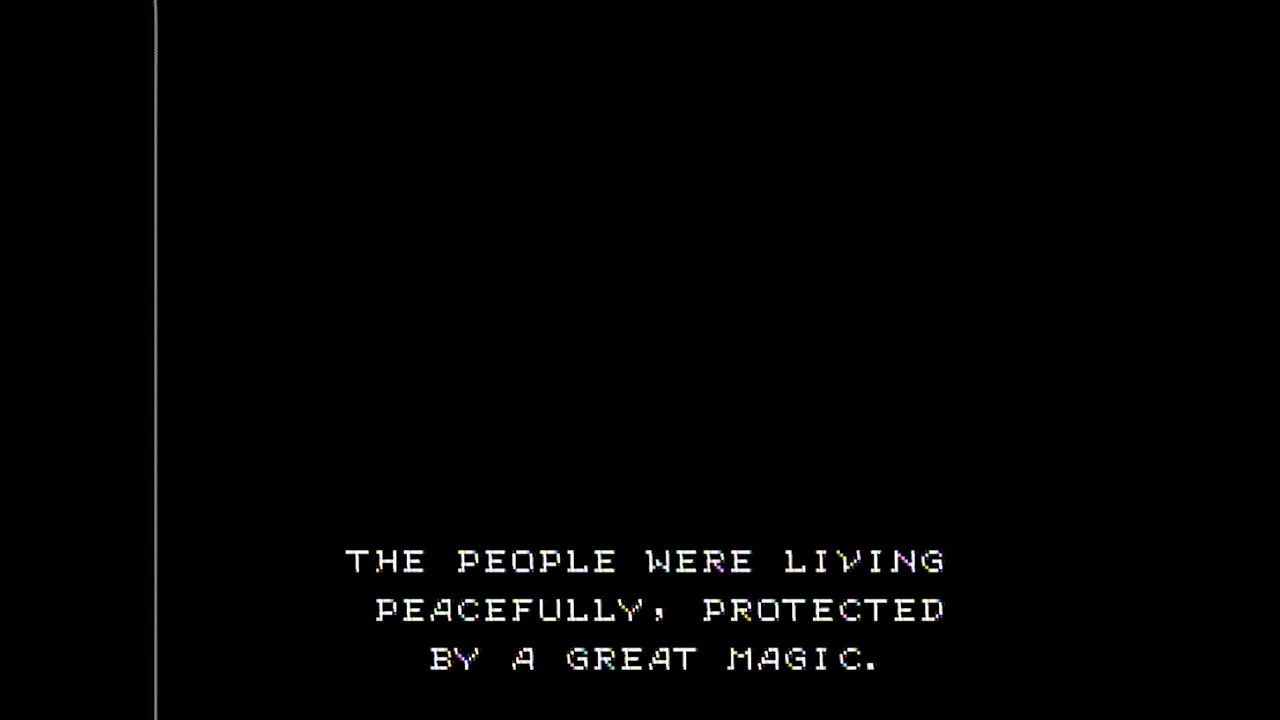 THE PEOPLE WERE LIVING
PEACEFULLY, PROTECTED
BY A GREAT MAGIC.